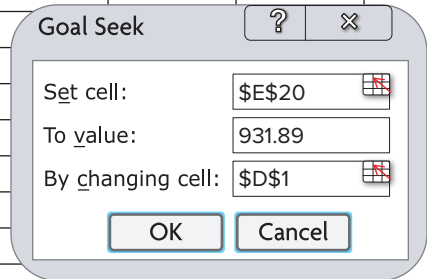 Goal Seek ?
Set cell: $E$20
To value: 931.89
By changing cell: $D$1
OK Cancel